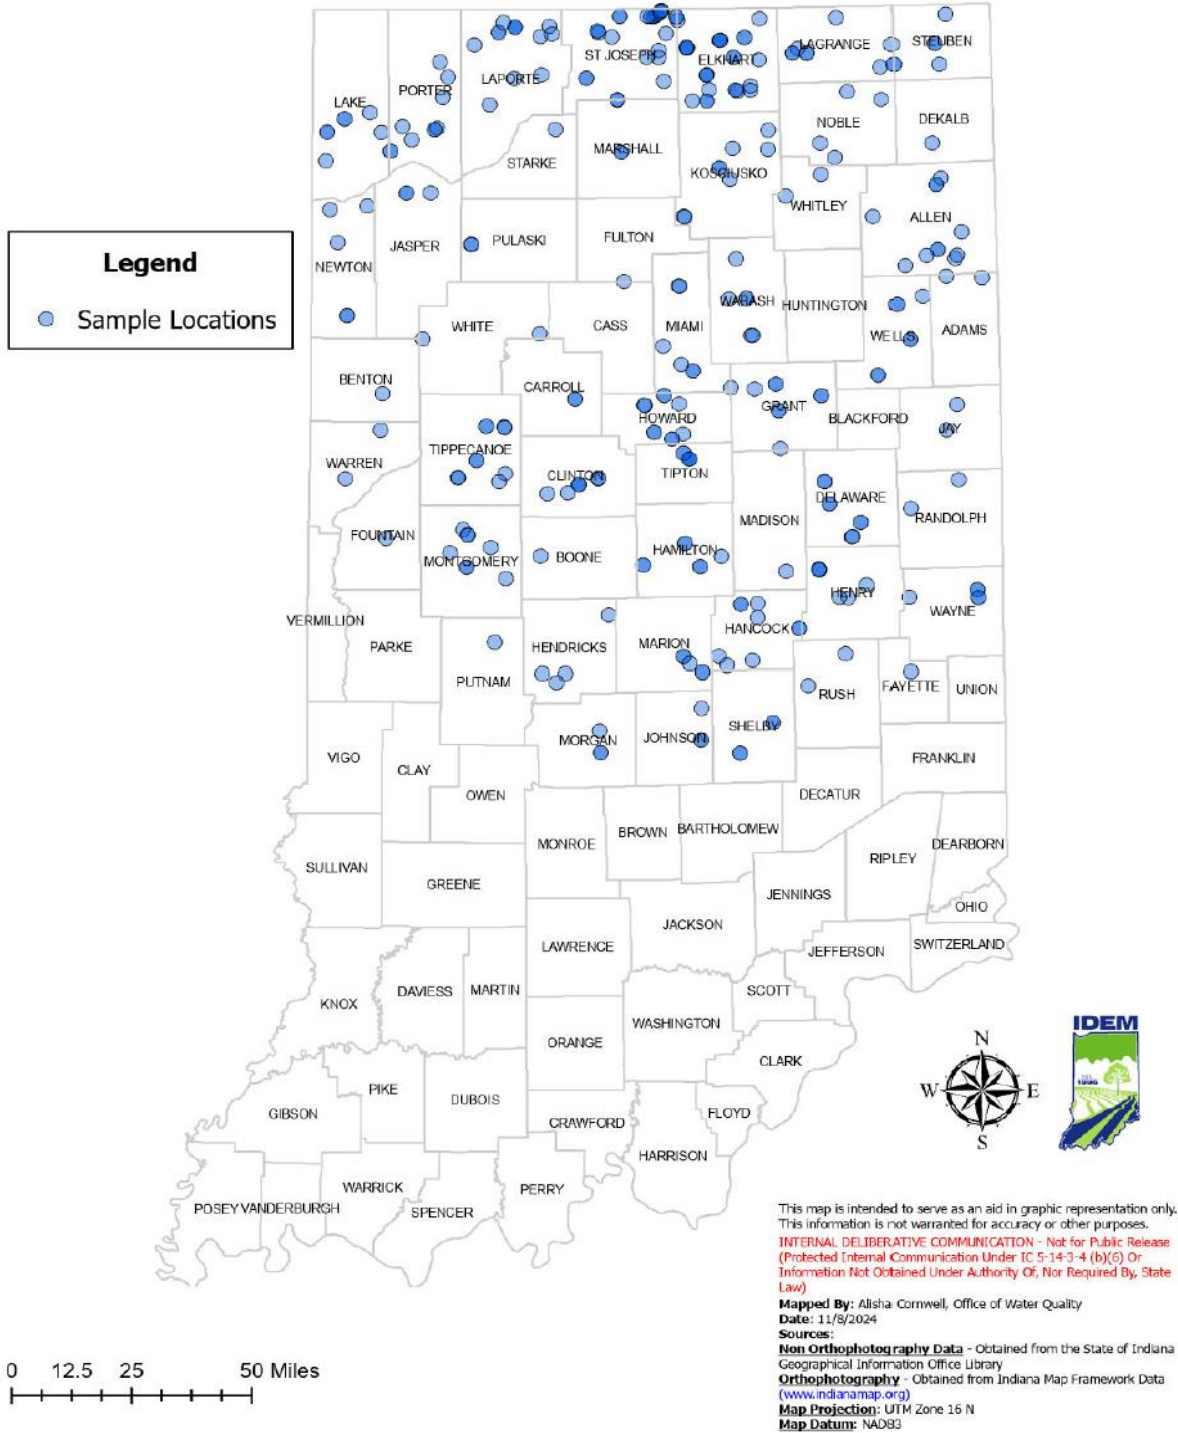 LAGRANGE
STEUBEN
ST JOSEPH
ELKHART
LAPORTE
PORTER
LAKE
NOBLE
DEKALB
MARSHALL
STARKE
KOSCIUSKO
WHITLEY
ALLEN
JASPER
PULASKI
FULTON
NEWTON
Legend
Sample Locations
WABASH
HUNTINGTON
WHITE
CASS
MIAMI
WELLS
ADAMS
BENTON
CARROLL
GRANT
HOWARD
BLACKFORD
JAY
TIPPECANOE
WARREN
CLINTON
TIPTON
DELAWARE
MADISON
RANDOLPH
FOUNTAIN
HAMILTON
MONTGOMERY
BOONE
HENRY
WAYNE
VERMILLION
HANCOCK
PARKE
HENDRICKS
MARION
PUTNAM
RUSH
FAYETTE
UNION
SHELBY
MORGAN
JOHNSON
VIGO
CLAY
FRANKLIN
OWEN
DECATUR
BROWN
BARTHOLOMEW
MONROE
DEARBORN
RIPLEY
SULLIVAN
GREENE
JENNINGS
OHIO
JACKSON
LAWRENCE
JEFFERSON
SWITZERLAND
KNOX
DAVIESS
MARTIN
SCOTT
WASHINGTON
ORANGE
CLARK
PIKE
DUBOIS
GIBSON
CRAWFORD
FLOYD
HARRISON
WARRICK
PERRY
POSEY
VANDERBURGH
SPENCER
N
W
E
S
IDEM
EST.
1986
This map is intended to serve as an aid in graphic representation only.
This information is not warranted for accuracy or other purposes.
INTERNAL DELIBERATIVE COMMUNICATION - Not for Public Release
(Protected Internal Communication Under IC 5-14-3-4 (b)(6) Or
Information Not Obtained Under Authority Of, Nor Required By, State
Law)
Mapped By: Alisha Cornwell, Office of Water Quality
Date: 11/8/2024
Sources:
Non Orthophotography Data - Obtained from the State of Indiana
Geographical Information Office Library
Orthophotography - Obtained from Indiana Map Framework Data
(www.indianamap.org)
Map Projection: UTM Zone 16 N
Map Datum: NAD83
0 12.5 25 50 Miles